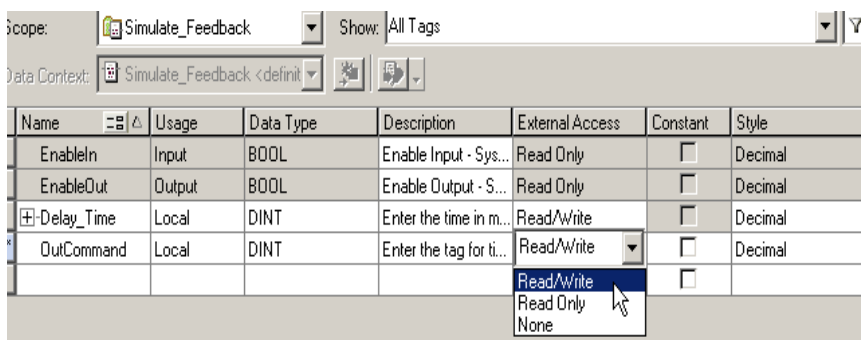 Scope: Simulate_Feedback Show: All Tags
Data Context: Simulate_Feedback <definit
Name Usage Data Type Description External Access Constant Style
EnableIn Input BOOL Enable Input - Sys... Read Only Decimal
EnableOut Output BOOL Enable Output - S... Read Only Decimal
Delay_Time Local DINT Enter the time in m... Read/Write Decimal
OutCommand Local DINT Enter the tag for ti... Read/Write Decimal
Read/Write
Read Only
None